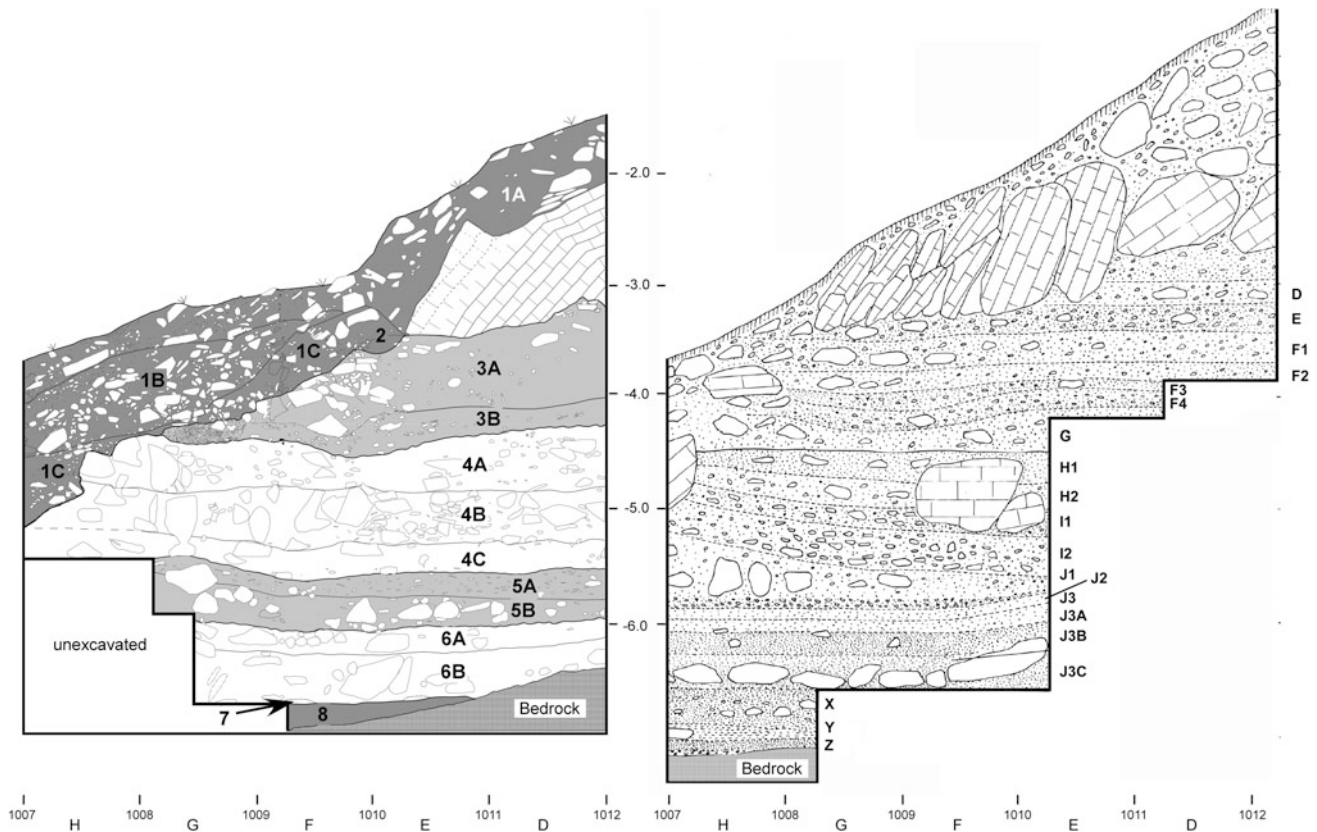 1A
1B
1C
2
1C
3A
3B
4A
4B
4C
5A
5B
6A
6B
7
8
unexcavated
Bedrock
-2.0
-3.0
-4.0
-5.0
-6.0
D
E
F1
F2
F3
F4
G
H1
H2
I1
I2
J1
J2
J3
J3A
J3B
J3C
X
Y
Z
Bedrock
1007 H 1008 G 1009 F 1010 E 1011 D 1012
1007 H 1008 G 1009 F 1010 E 1011 D 1012